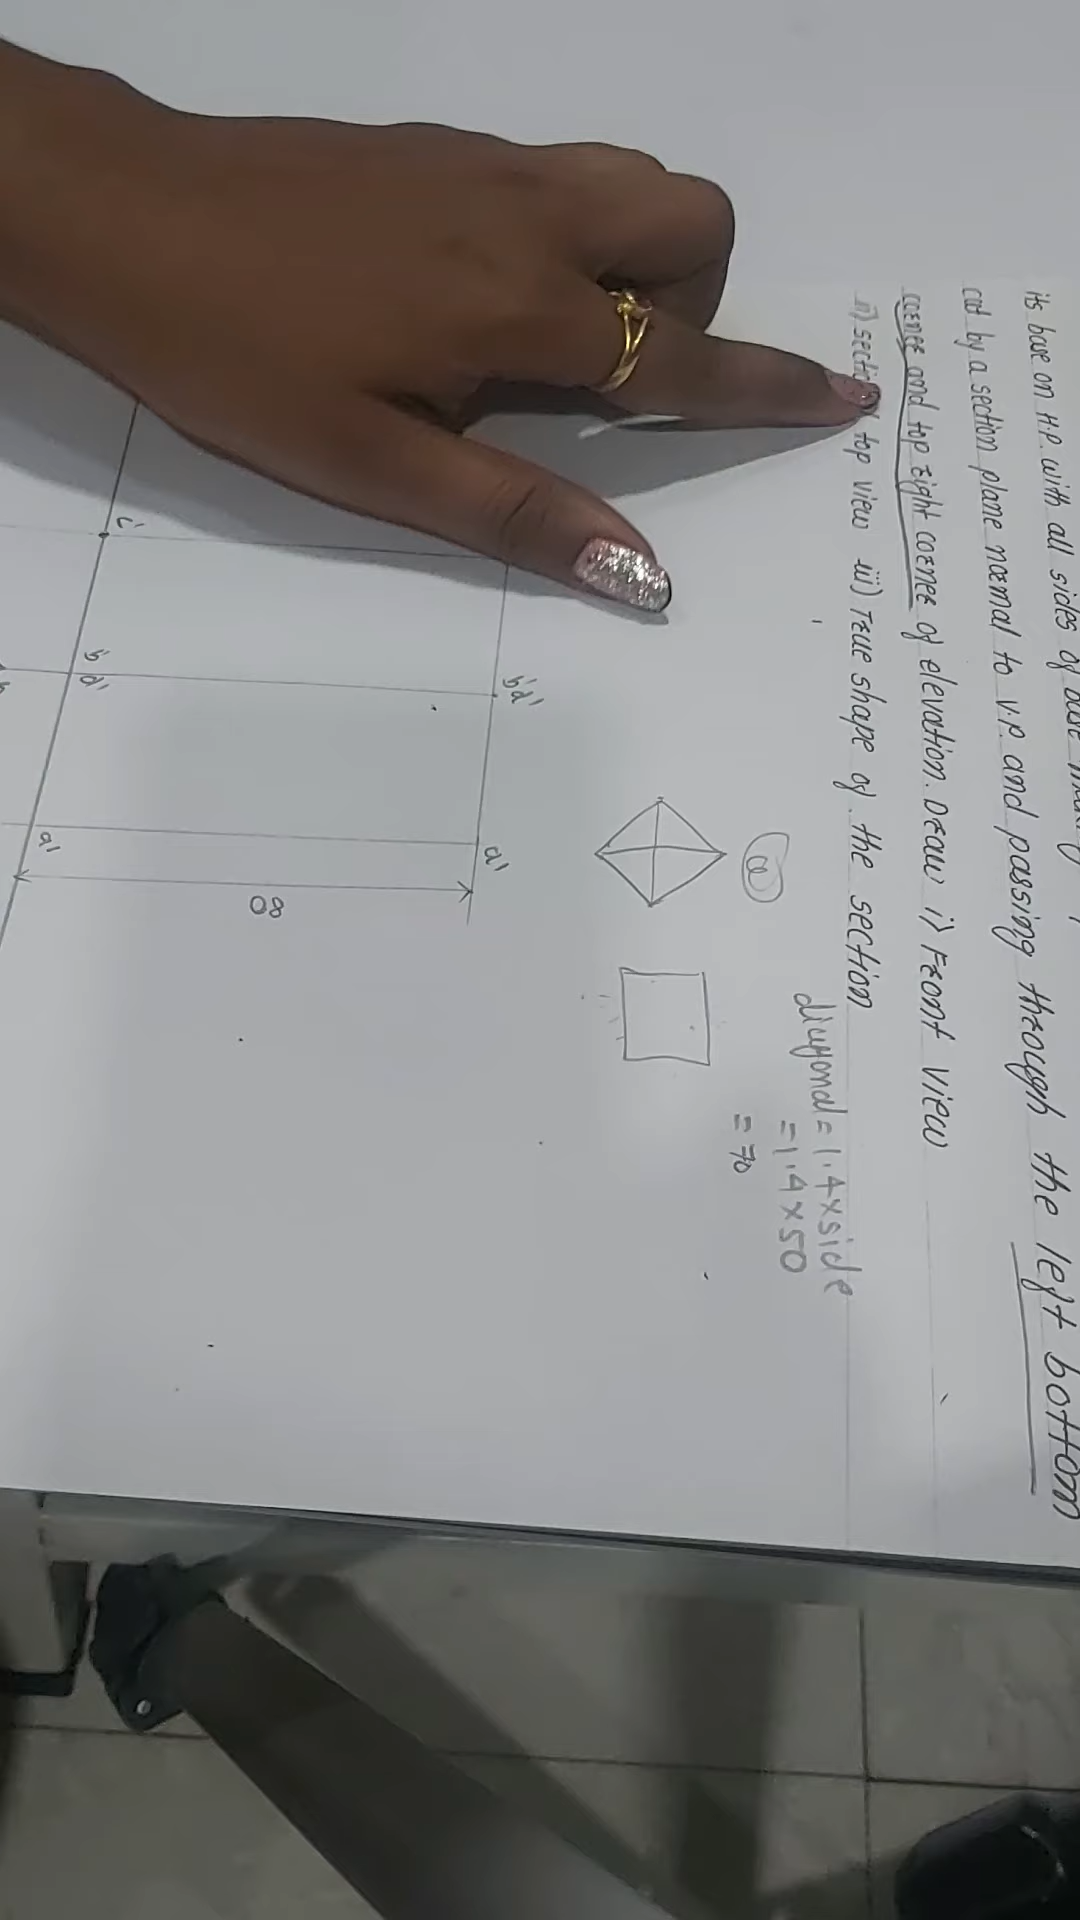 its base on H.P. with all sides of base
cut by a section plane normal to V.P. and passing through the left bottom
corner and top right corner of elevation. Draw i) Front view
ii) section top view iii) True shape of the section
diagonal = 1.4 x side
= 1.4 x 50
= 70
a
b'd' a'
80
c' b' d' a'